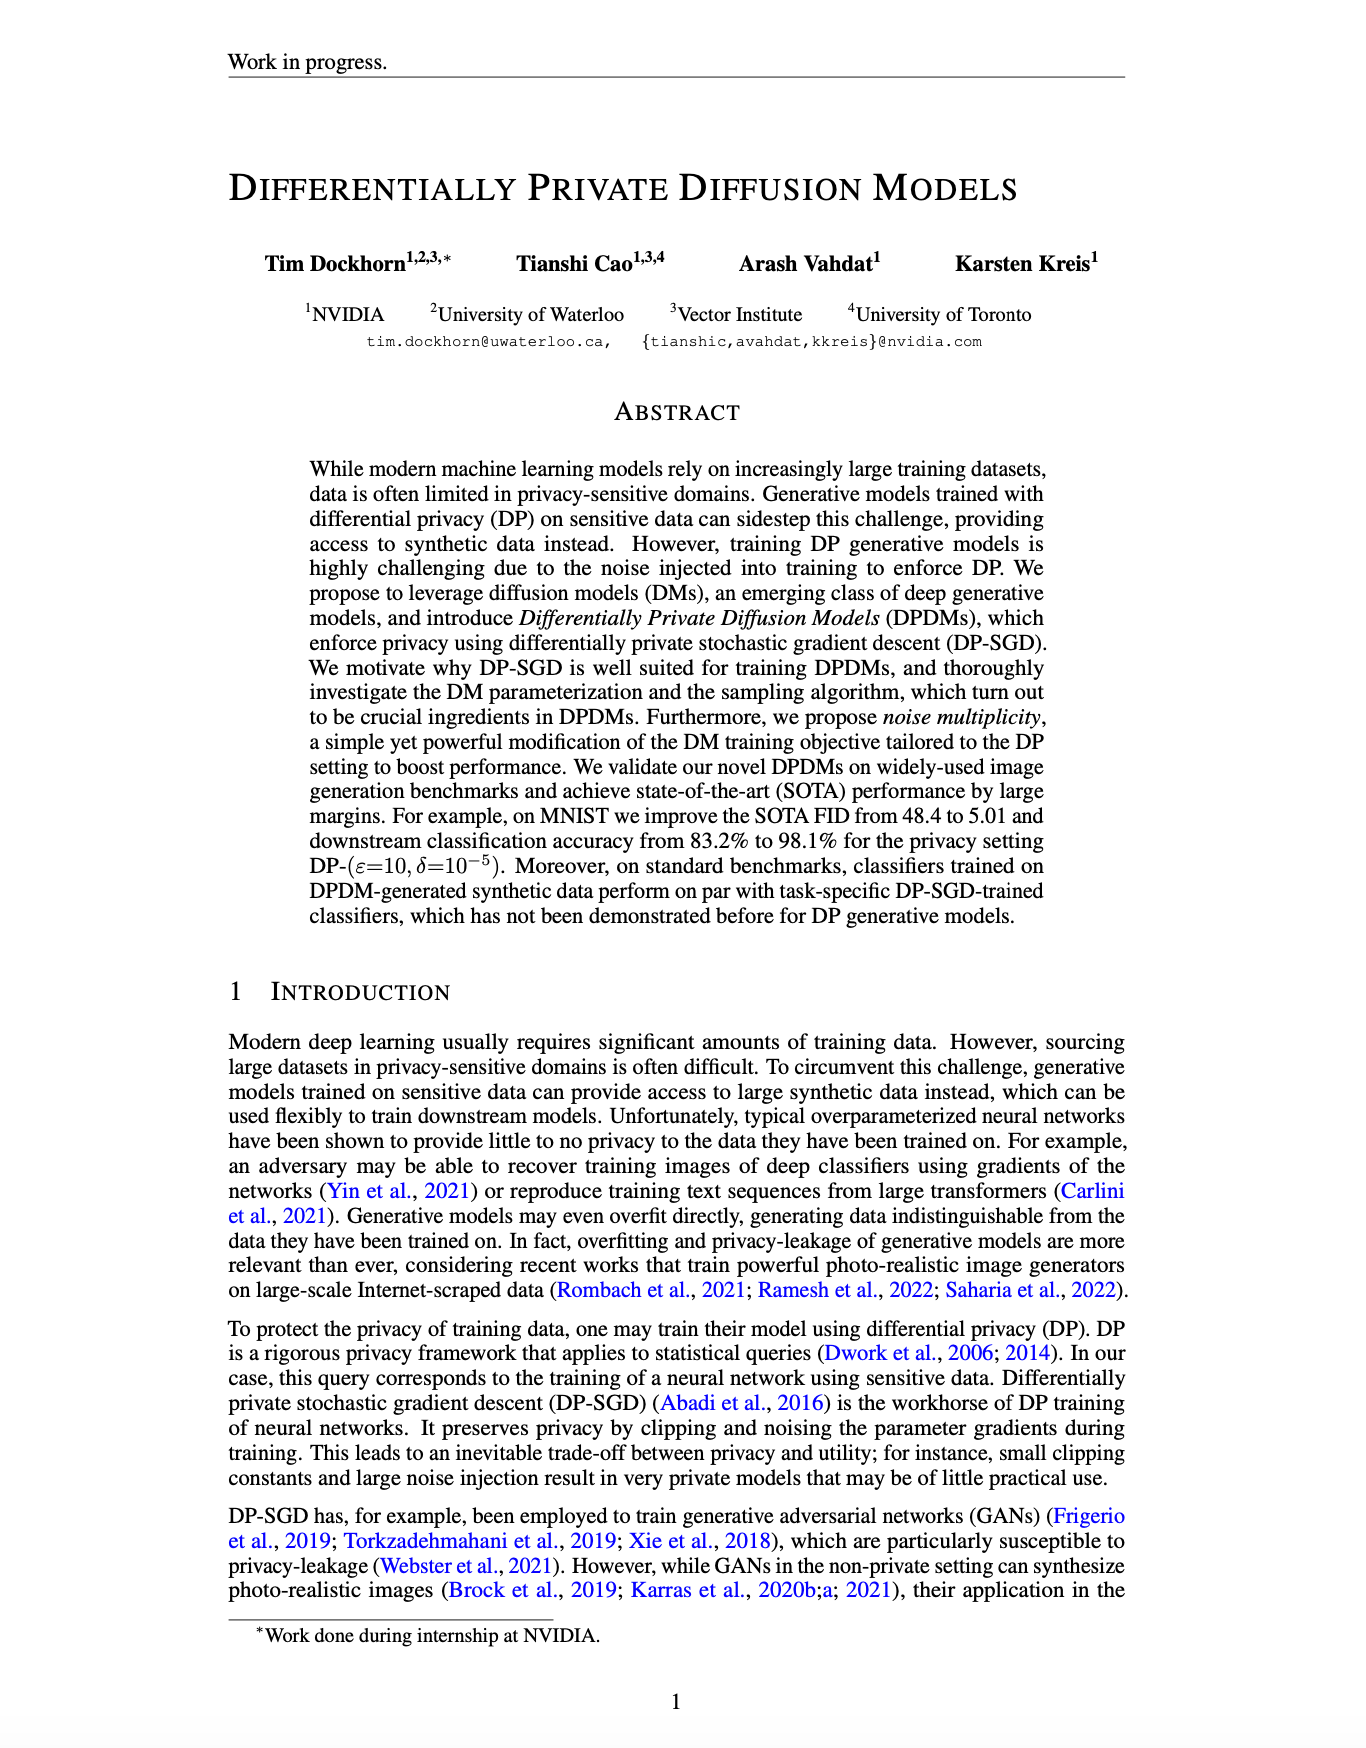 Work in progress.
DIFFERENTIALLY PRIVATE DIFFUSION MODELS
Tim Dockhorn1,2,3,* Tianshi Cao1,3,4 Arash Vahdat1 Karsten Kreis1
1NVIDIA 2University of Waterloo 3Vector Institute 4University of Toronto
tim.dockhorn@uwaterloo.ca, {tianshic,avahdat,kkreis}@nvidia.com
ABSTRACT
While modern machine learning models rely on increasingly large training datasets,
data is often limited in privacy-sensitive domains. Generative models trained with
differential privacy (DP) on sensitive data can sidestep this challenge, providing
access to synthetic data instead. However, training DP generative models is
highly challenging due to the noise injected into training to enforce DP. We
propose to leverage diffusion models (DMs), an emerging class of deep generative
models, and introduce Differentially Private Diffusion Models (DPDMs), which
enforce privacy using differentially private stochastic gradient descent (DP-SGD).
We motivate why DP-SGD is well suited for training DPDMs, and thoroughly
investigate the DM parameterization and the sampling algorithm, which turn out
to be crucial ingredients in DPDMs. Furthermore, we propose noise multiplicity,
a simple yet powerful modification of the DM training objective tailored to the DP
setting to boost performance. We validate our novel DPDMs on widely-used image
generation benchmarks and achieve state-of-the-art (SOTA) performance by large
margins. For example, on MNIST we improve the SOTA FID from 48.4 to 5.01 and
downstream classification accuracy from 83.2% to 98.1% for the privacy setting
DP-(ε=10, δ=10−5). Moreover, on standard benchmarks, classifiers trained on
DPDM-generated synthetic data perform on par with task-specific DP-SGD-trained
classifiers, which has not been demonstrated before for DP generative models.
1 INTRODUCTION
Modern deep learning usually requires significant amounts of training data. However, sourcing
large datasets in privacy-sensitive domains is often difficult. To circumvent this challenge, generative
models trained on sensitive data can provide access to large synthetic data instead, which can be
used flexibly to train downstream models. Unfortunately, typical overparameterized neural networks
have been shown to provide little to no privacy to the data they have been trained on. For example,
an adversary may be able to recover training images of deep classifiers using gradients of the
networks (Yin et al., 2021) or reproduce training text sequences from large transformers (Carlini
et al., 2021). Generative models may even overfit directly, generating data indistinguishable from the
data they have been trained on. In fact, overfitting and privacy-leakage of generative models are more
relevant than ever, considering recent works that train powerful photo-realistic image generators
on large-scale Internet-scraped data (Rombach et al., 2021; Ramesh et al., 2022; Saharia et al., 2022).
To protect the privacy of training data, one may train their model using differential privacy (DP). DP
is a rigorous privacy framework that applies to statistical queries (Dwork et al., 2006; 2014). In our
case, this query corresponds to the training of a neural network using sensitive data. Differentially
private stochastic gradient descent (DP-SGD) (Abadi et al., 2016) is the workhorse of DP training
of neural networks. It preserves privacy by clipping and noising the parameter gradients during
training. This leads to an inevitable trade-off between privacy and utility; for instance, small clipping
constants and large noise injection result in very private models that may be of little practical use.
DP-SGD has, for example, been employed to train generative adversarial networks (GANs) (Frigerio
et al., 2019; Torkzadehmahani et al., 2019; Xie et al., 2018), which are particularly susceptible to
privacy-leakage (Webster et al., 2021). However, while GANs in the non-private setting can synthesize
photo-realistic images (Brock et al., 2019; Karras et al., 2020b;a; 2021), their application in the
*Work done during internship at NVIDIA.
1